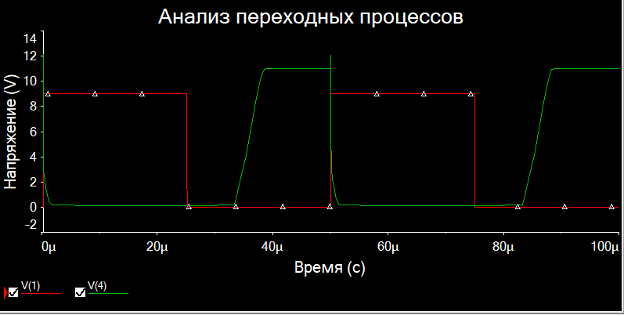 Анализ переходных процессов
Напряжение (V)
14
12
10
8
6
4
2
0
-2
0µ 20µ 40µ 60µ 80µ 100µ
Время (с)
V(1) V(4)